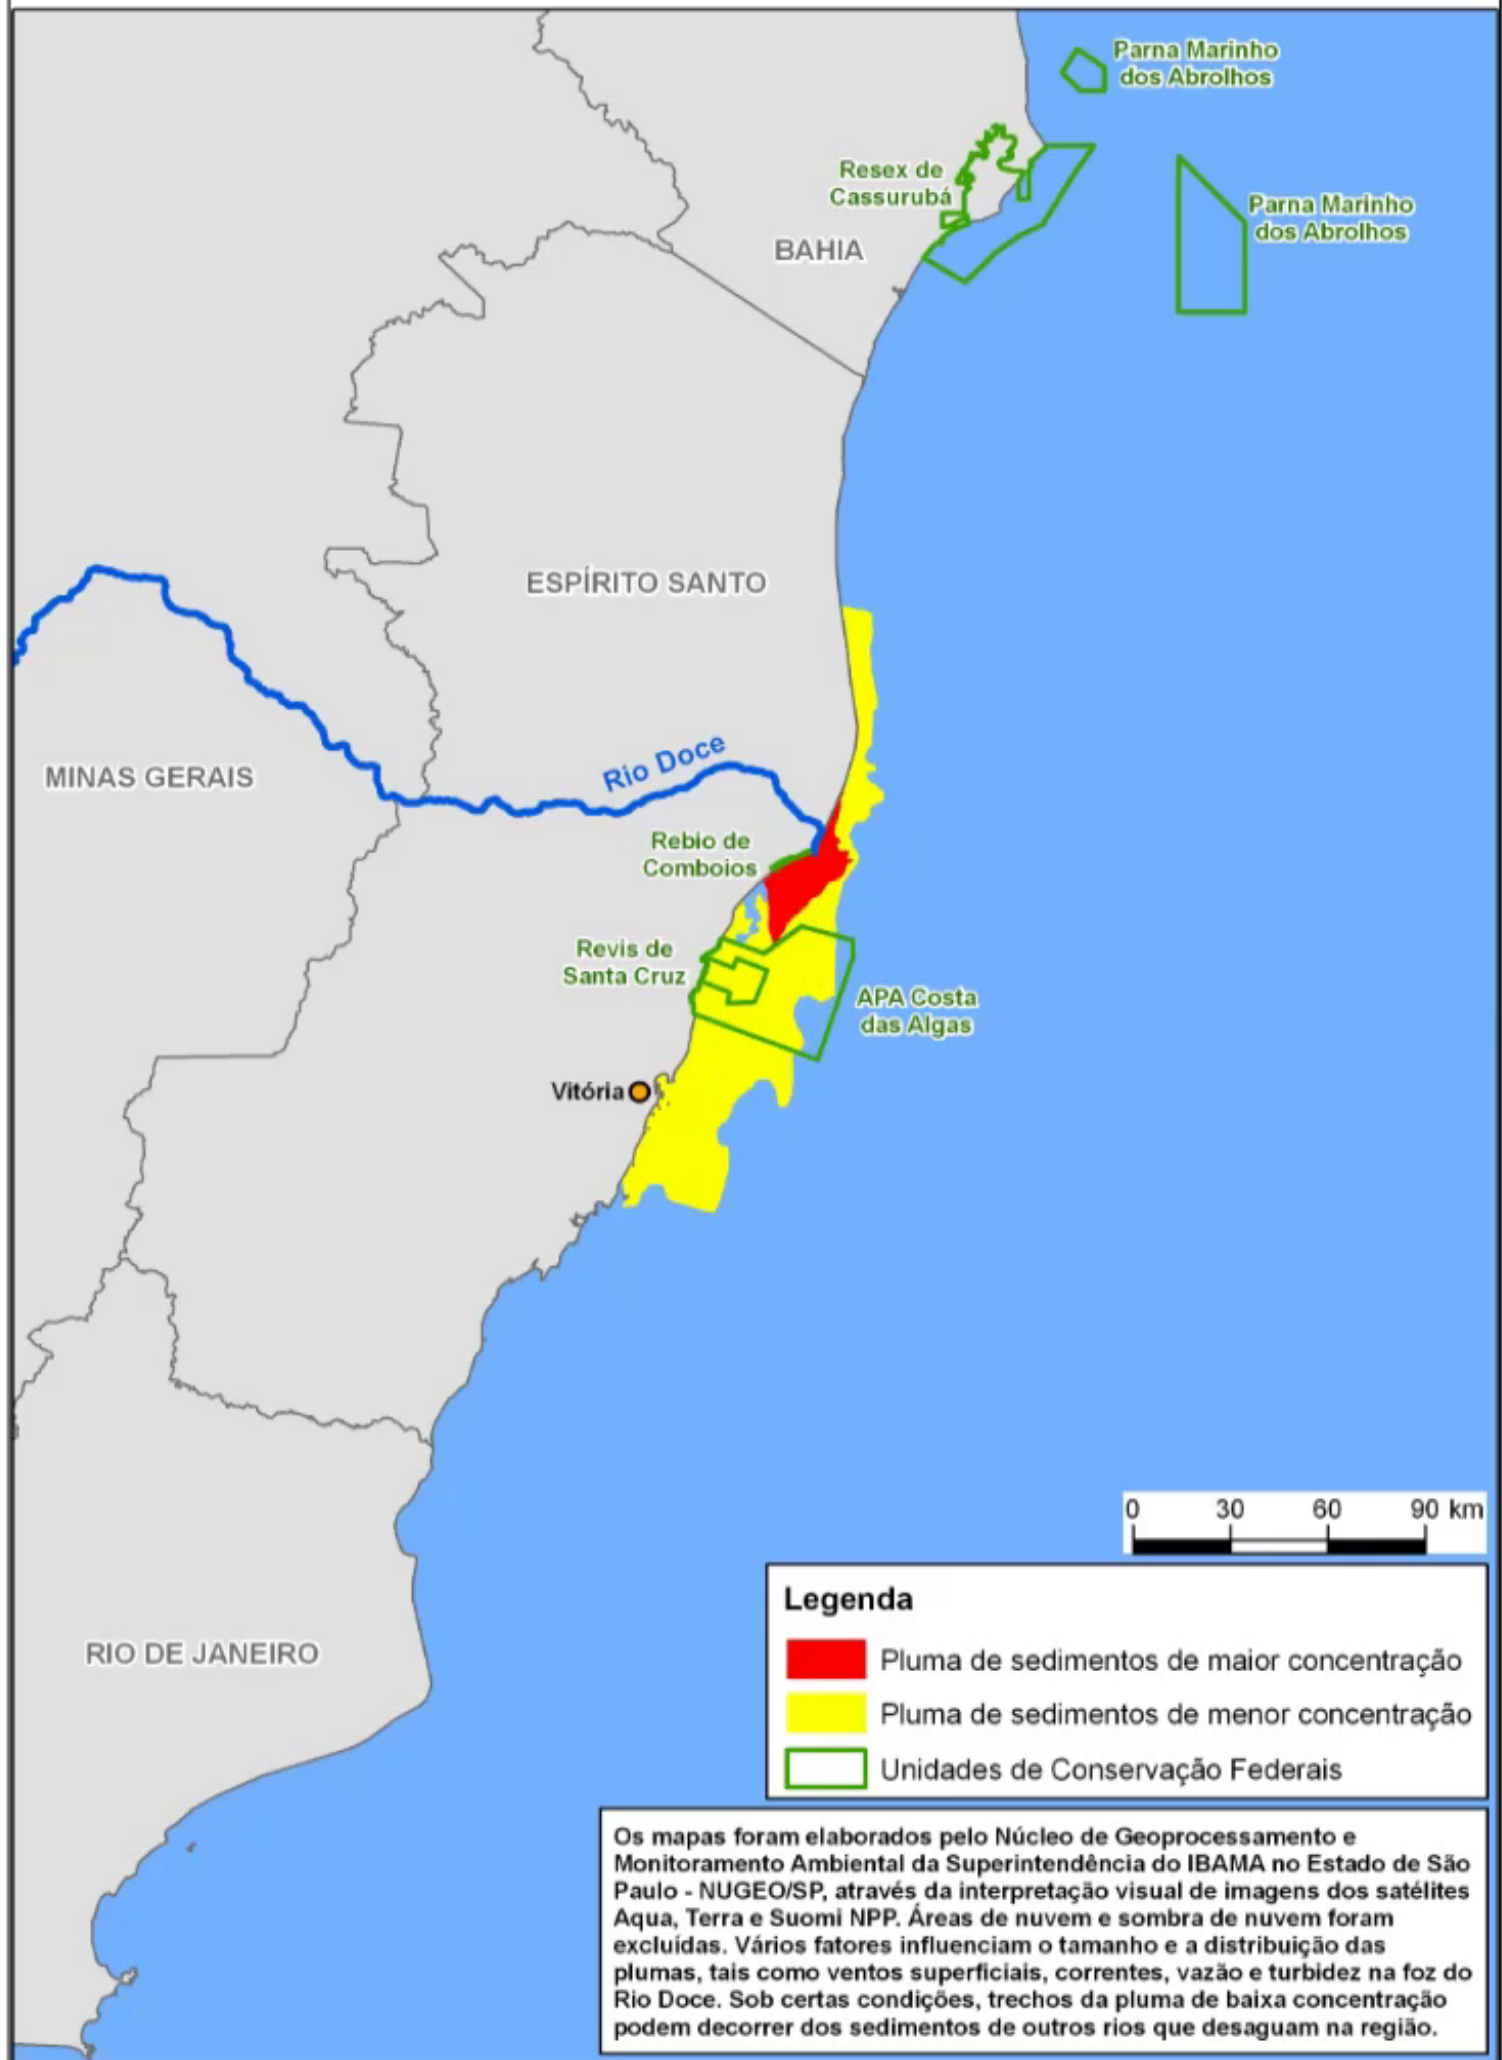 Parna Marinho
dos Abrolhos
Resex de
Cassurubá
Parna Marinho
dos Abrolhos
BAHIA
ESPÍRITO SANTO
MINAS GERAIS
Rio Doce
Rebio de
Comboios
Revis de
Santa Cruz
APA Costa
das Algas
Vitória
RIO DE JANEIRO
0 30 60 90 km
Legenda
Pluma de sedimentos de maior concentração
Pluma de sedimentos de menor concentração
Unidades de Conservação Federais
Os mapas foram elaborados pelo Núcleo de Geoprocessamento e
Monitoramento Ambiental da Superintendência do IBAMA no Estado de São
Paulo - NUGEO/SP, através da interpretação visual de imagens dos satélites
Aqua, Terra e Suomi NPP. Áreas de nuvem e sombra de nuvem foram
excluídas. Vários fatores influenciam o tamanho e a distribuição das
plumas, tais como ventos superficiais, correntes, vazão e turbidez na foz do
Rio Doce. Sob certas condições, trechos da pluma de baixa concentração
podem decorrer dos sedimentos de outros rios que desaguam na região.